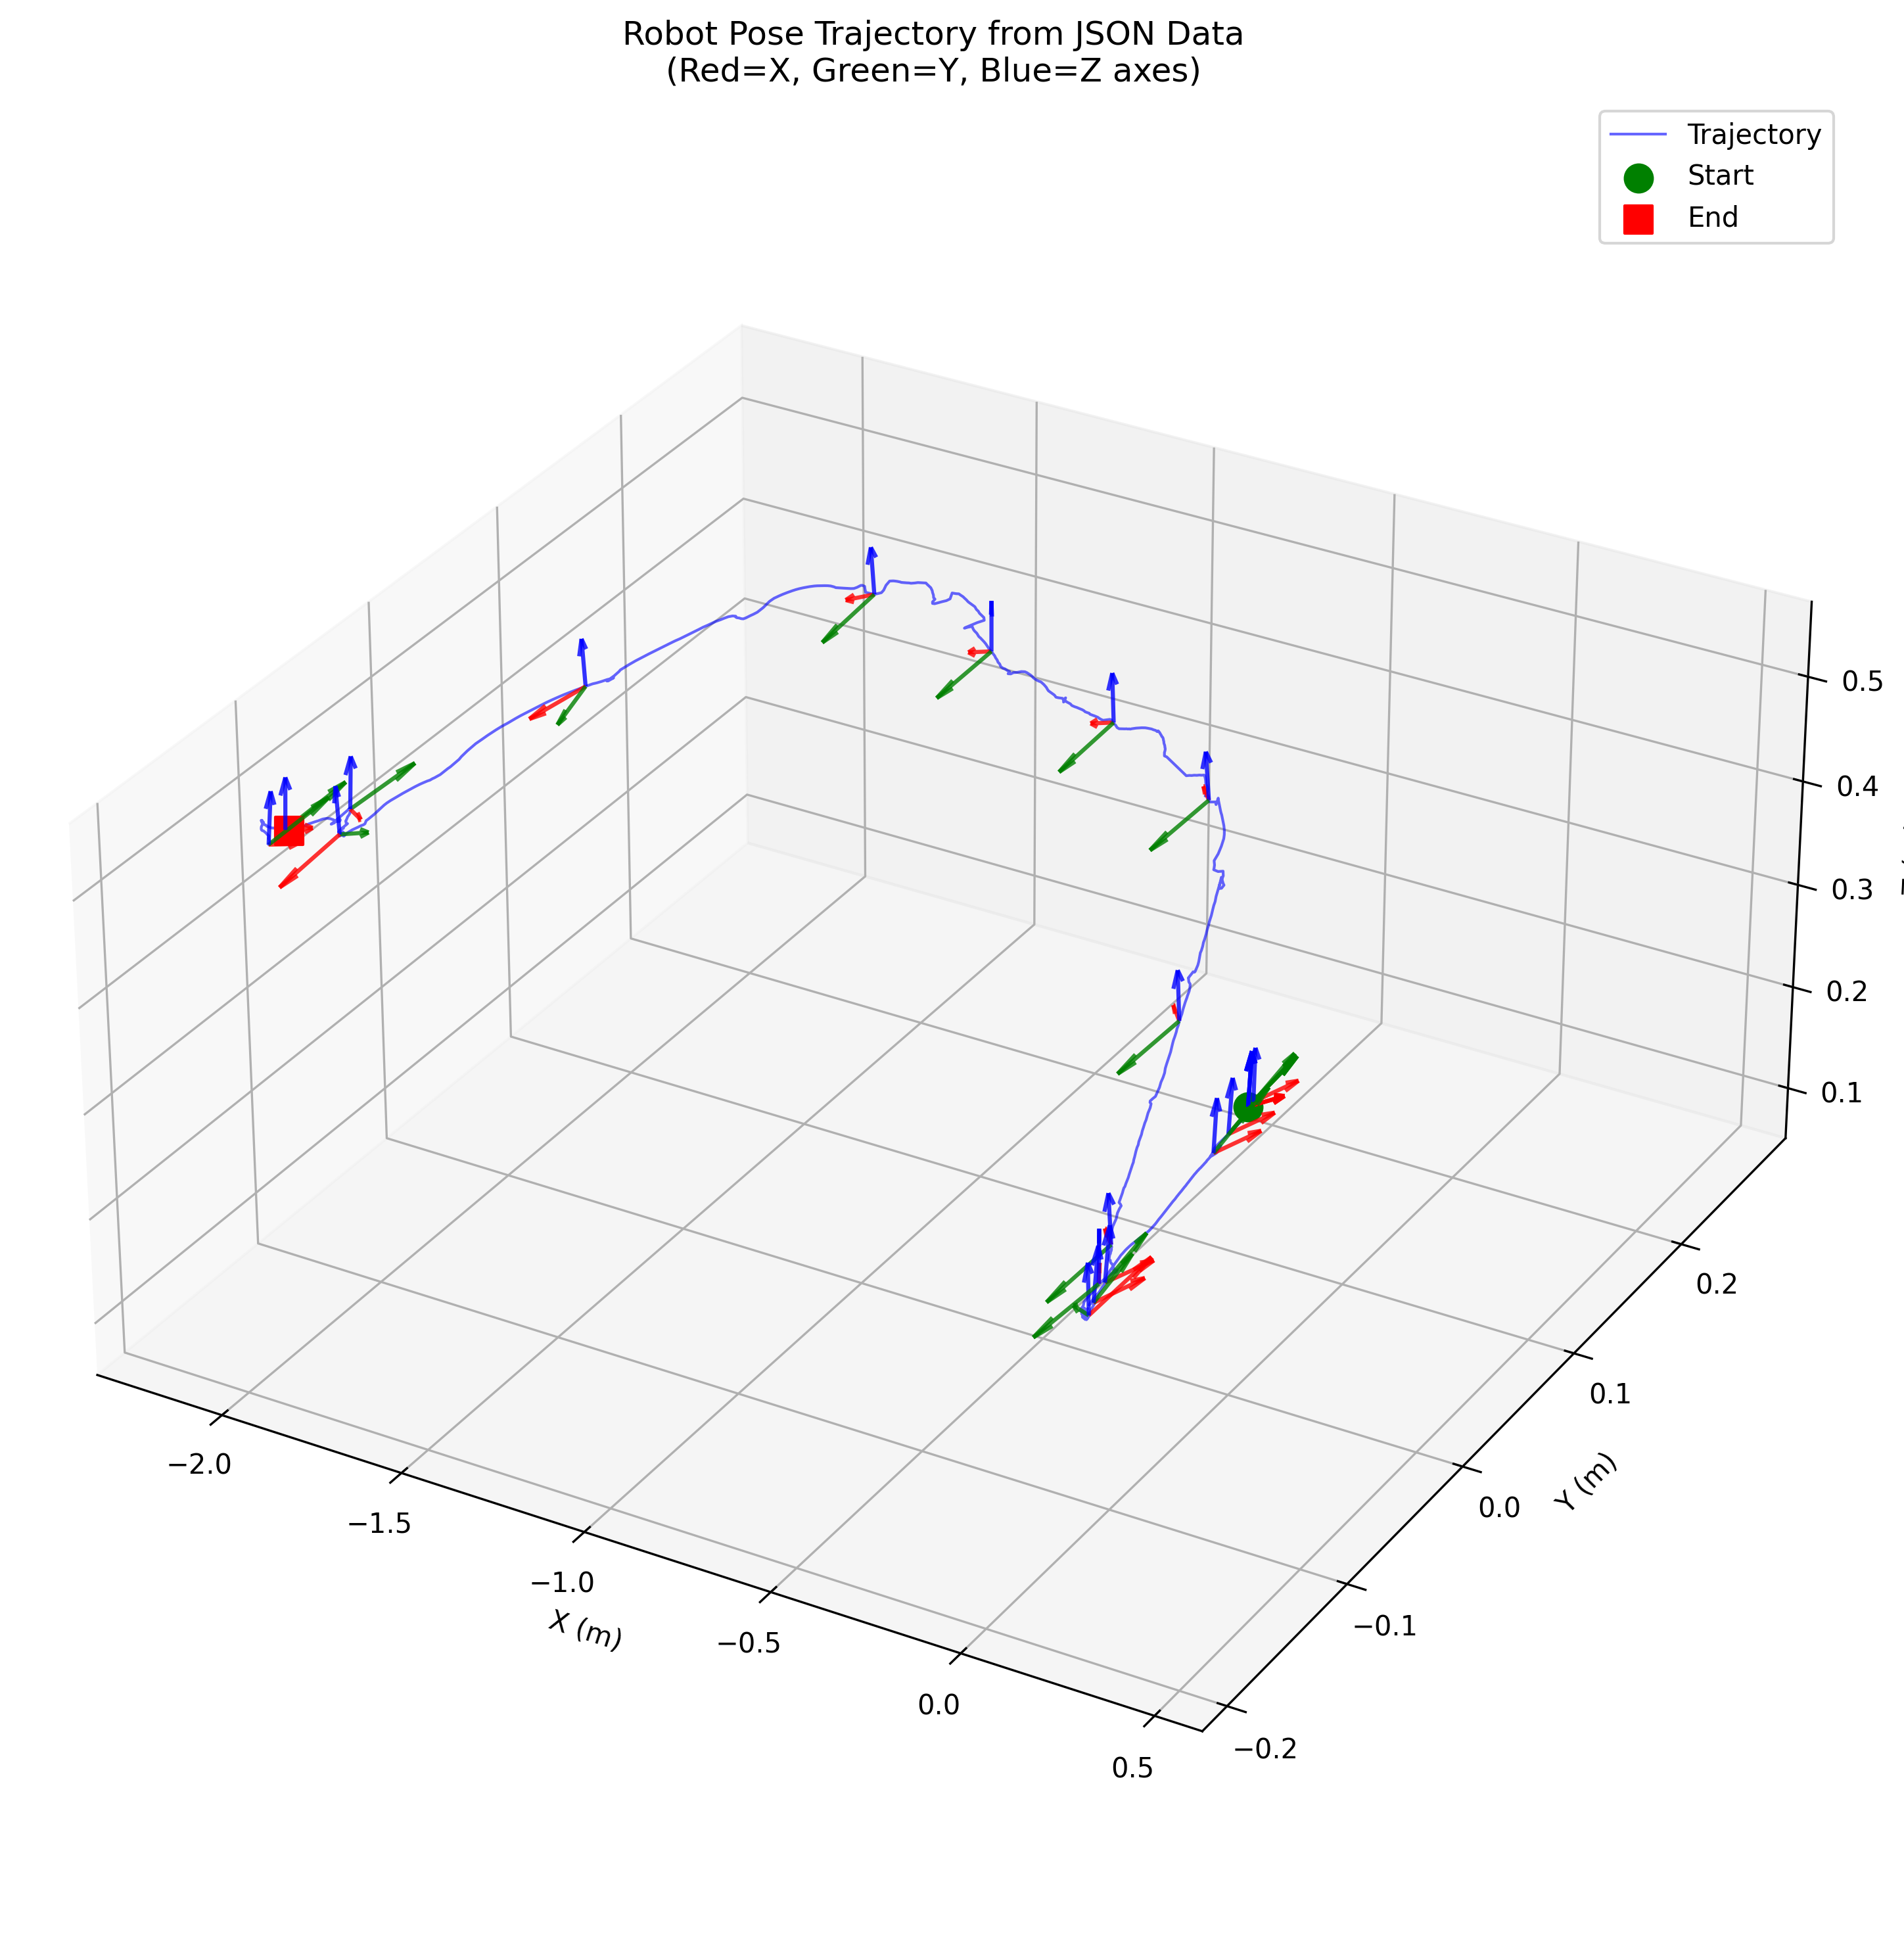 Robot Pose Trajectory from JSON Data
(Red=X, Green=Y, Blue=Z axes)
Trajectory
Start
End
0.5
0.4
0.3
0.2
0.1
0.2
0.1
0.0
−0.1
−0.2
Y (m)
−2.0
−1.5
−1.0
−0.5
0.0
0.5
X (m)